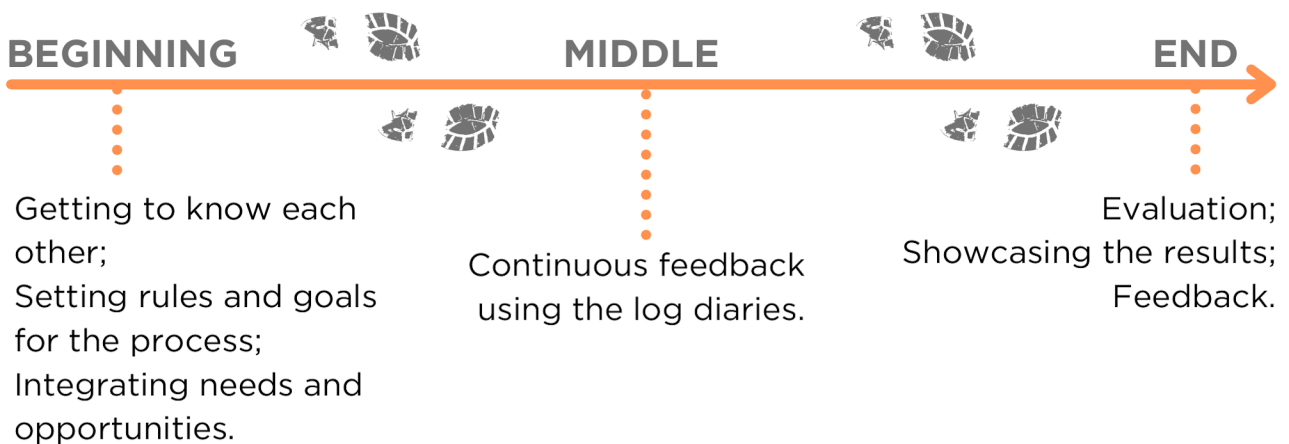 BEGINNING
MIDDLE
END
Getting to know each
other;
Setting rules and goals
for the process;
Integrating needs and
opportunities.
Continuous feedback
using the log diaries.
Evaluation;
Showcasing the results;
Feedback.